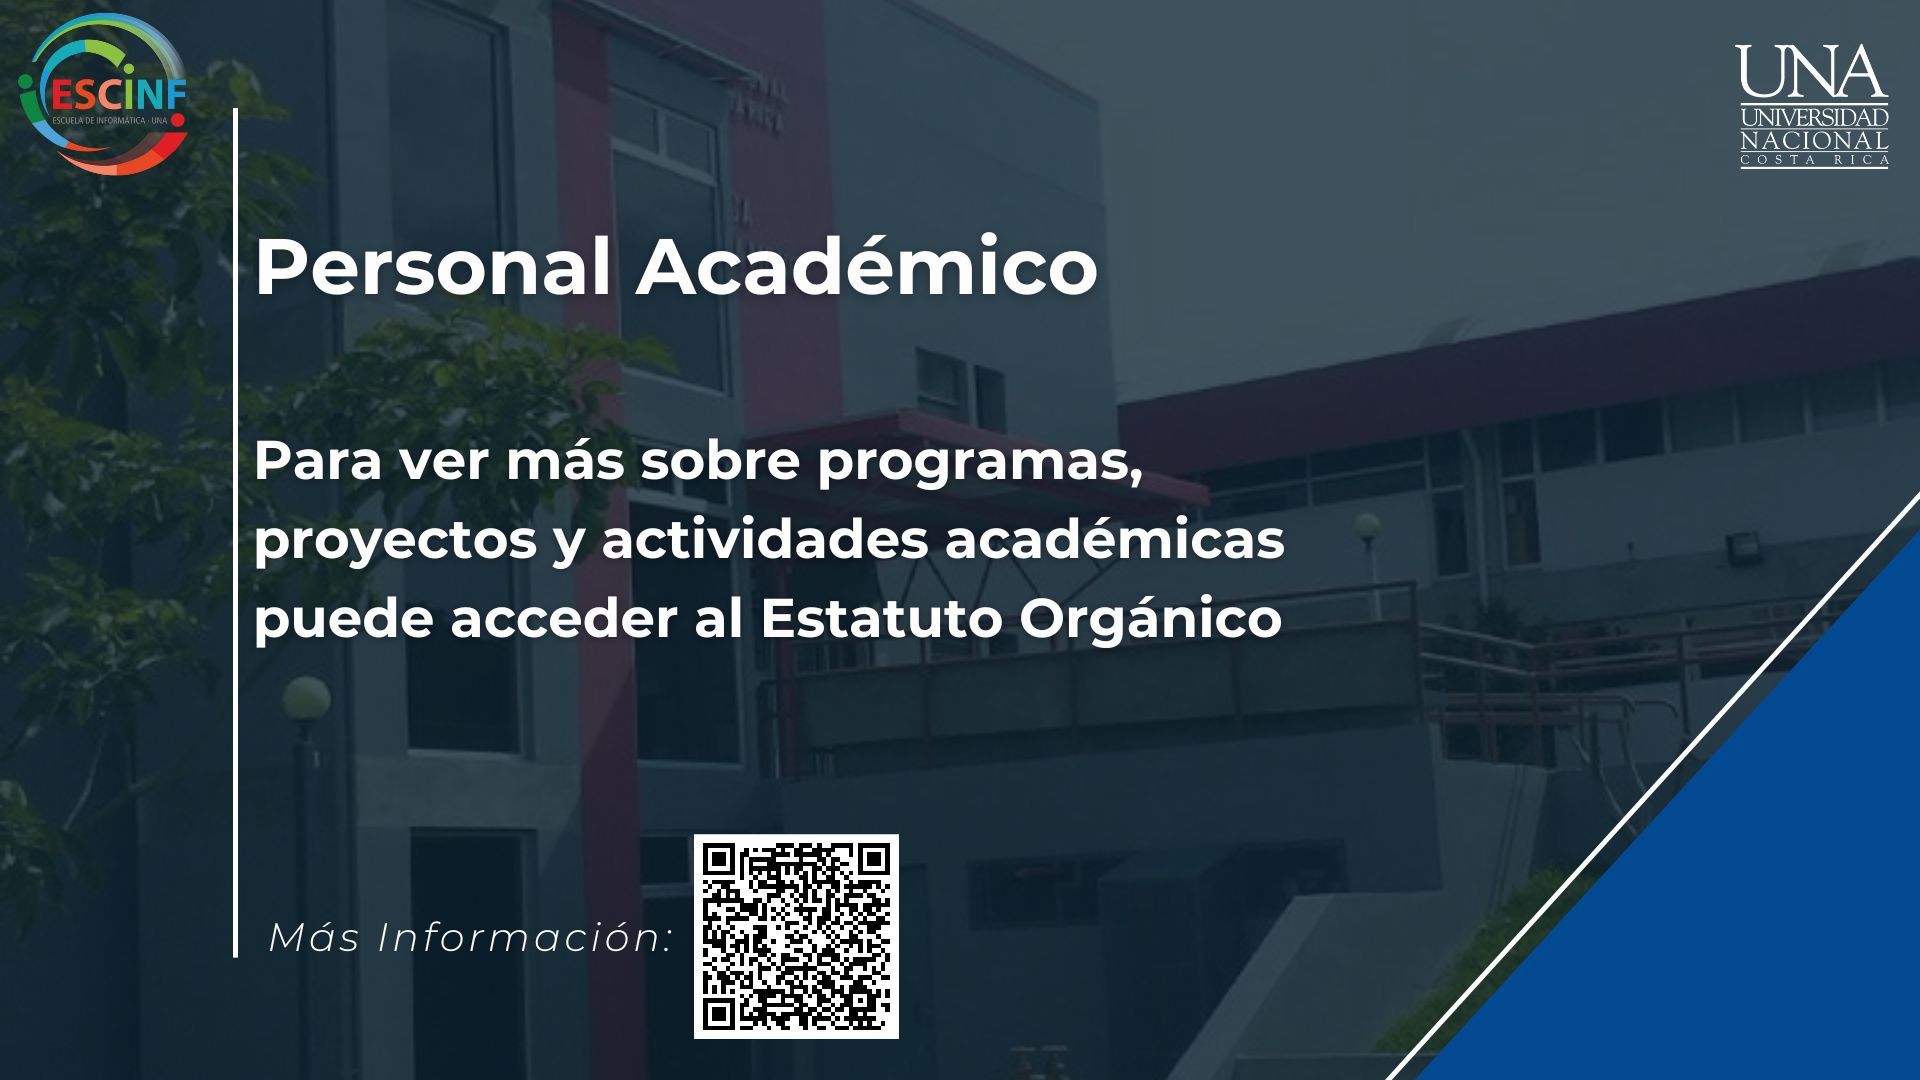 ESCINF
ESCUELA DE INFORMÁTICA - UNA
UNA
UNIVERSIDAD
NACIONAL
COSTA RICA
Personal Académico
Para ver más sobre programas,
proyectos y actividades académicas
puede acceder al Estatuto Orgánico
Más Información: